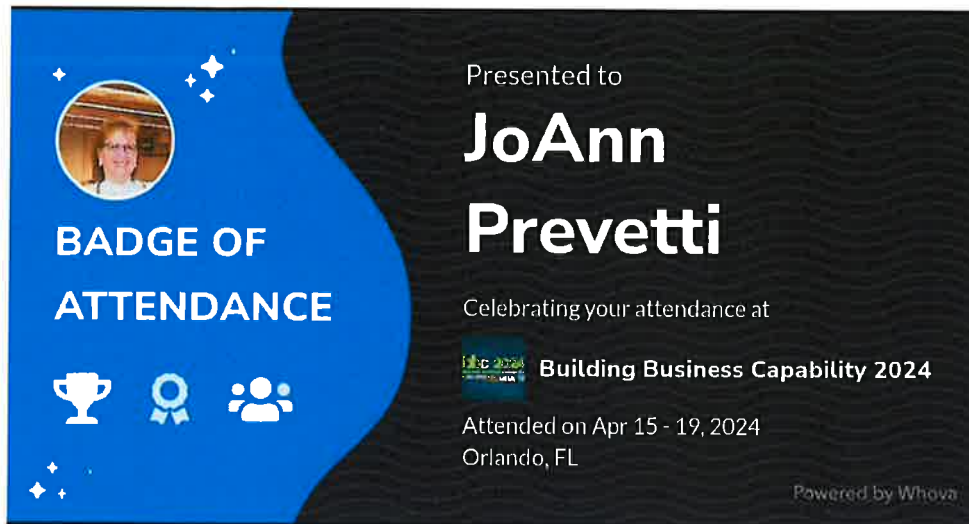 BADGE OF
ATTENDANCE
Presented to
JoAnn
Prevetti
Celebrating your attendance at
Building Business Capability 2024
Attended on Apr 15 - 19, 2024
Orlando, FL
Powered by Whova